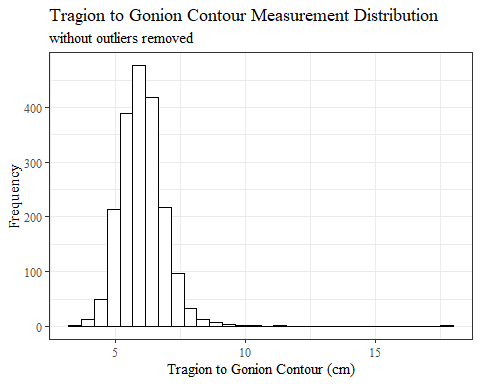 Tragion to Gonion Contour Measurement Distribution
without outliers removed
Frequency
400
300
200
100
0
5 10 15
Tragion to Gonion Contour (cm)